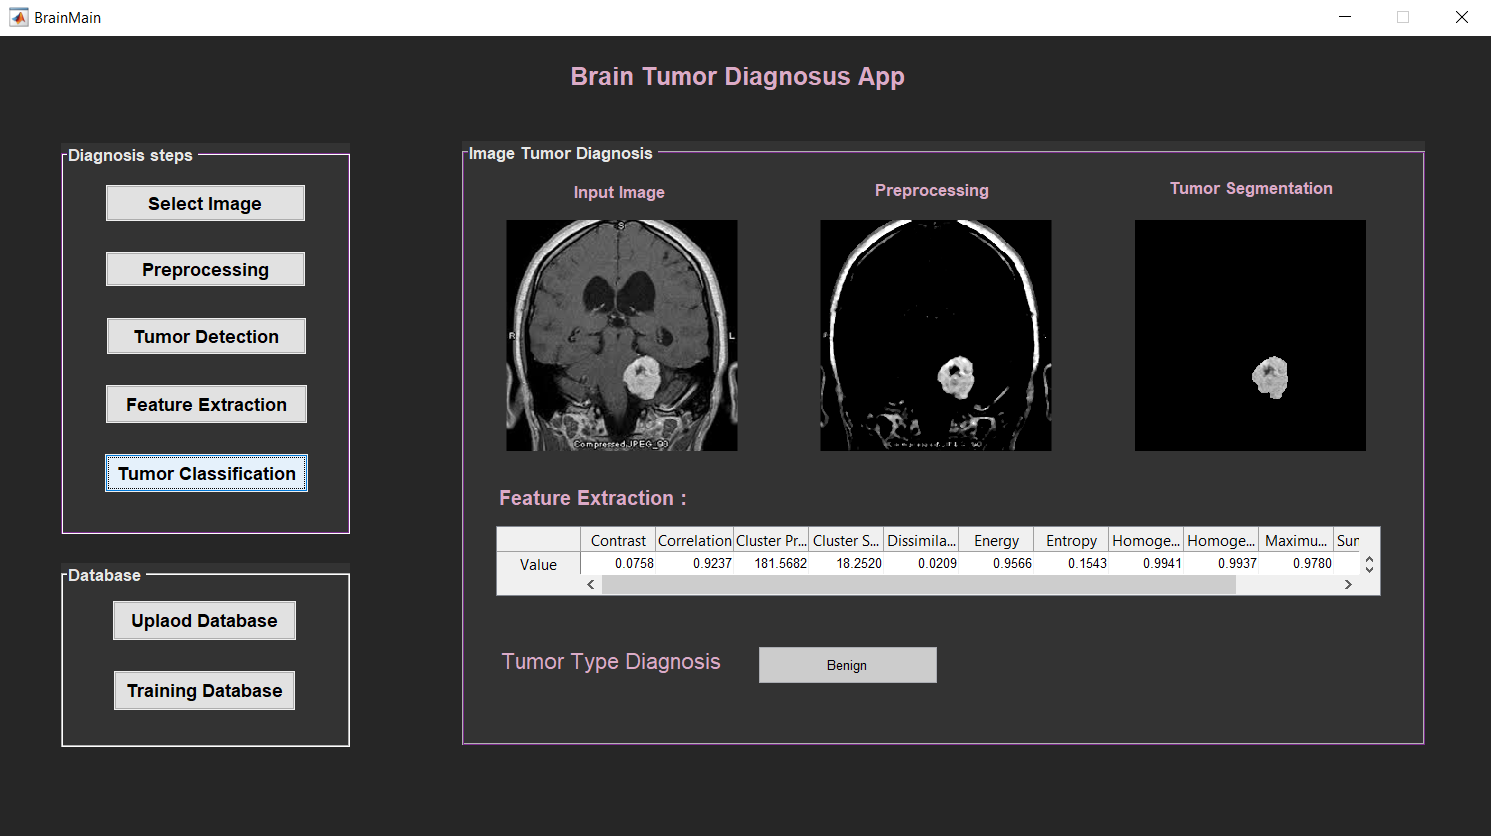 BrainMain
Brain Tumor Diagnosus App
Diagnosis steps
Select Image
Preprocessing
Tumor Detection
Feature Extraction
Tumor Classification
Database
Uplaod Database
Training Database
Image Tumor Diagnosis
Input Image
Preprocessing
Tumor Segmentation
S
R
L
CompressedJPEG_90
Feature Extraction :
Contrast Correlation Cluster Pr... Cluster S... Dissimila... Energy Entropy Homoge... Homoge... Maximu... Sun
Value 0.0758 0.9237 181.5682 18.2520 0.0209 0.9566 0.1543 0.9941 0.9937 0.9780
Tumor Type Diagnosis
Benign